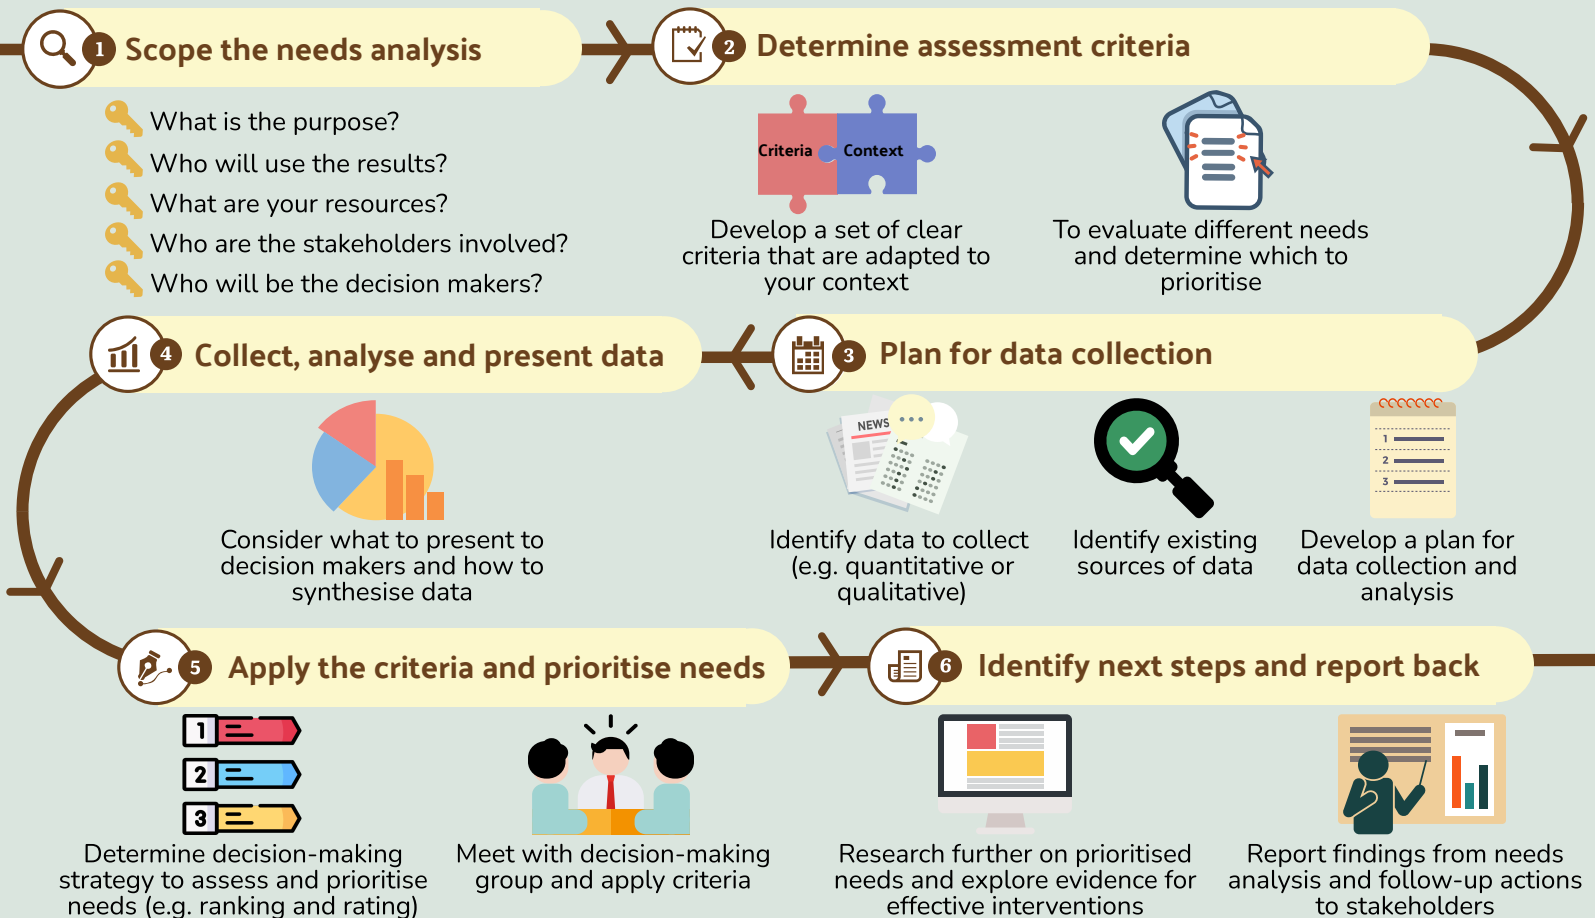 1 Scope the needs analysis
What is the purpose?
Who will use the results?
What are your resources?
Who are the stakeholders involved?
Who will be the decision makers?
2 Determine assessment criteria
Criteria Context
Develop a set of clear
criteria that are adapted to
your context
To evaluate different needs
and determine which to
prioritise
3 Plan for data collection
NEWS
Identify data to collect
(e.g. quantitative or
qualitative)
Identify existing
sources of data
1
2
3
Develop a plan for
data collection and
analysis
4 Collect, analyse and present data
Consider what to present to
decision makers and how to
synthesise data
5 Apply the criteria and prioritise needs
1
2
3
Determine decision-making
strategy to assess and prioritise
needs (e.g. ranking and rating)
Meet with decision-making
group and apply criteria
6 Identify next steps and report back
Research further on prioritised
needs and explore evidence for
effective interventions
Report findings from needs
analysis and follow-up actions
to stakeholders